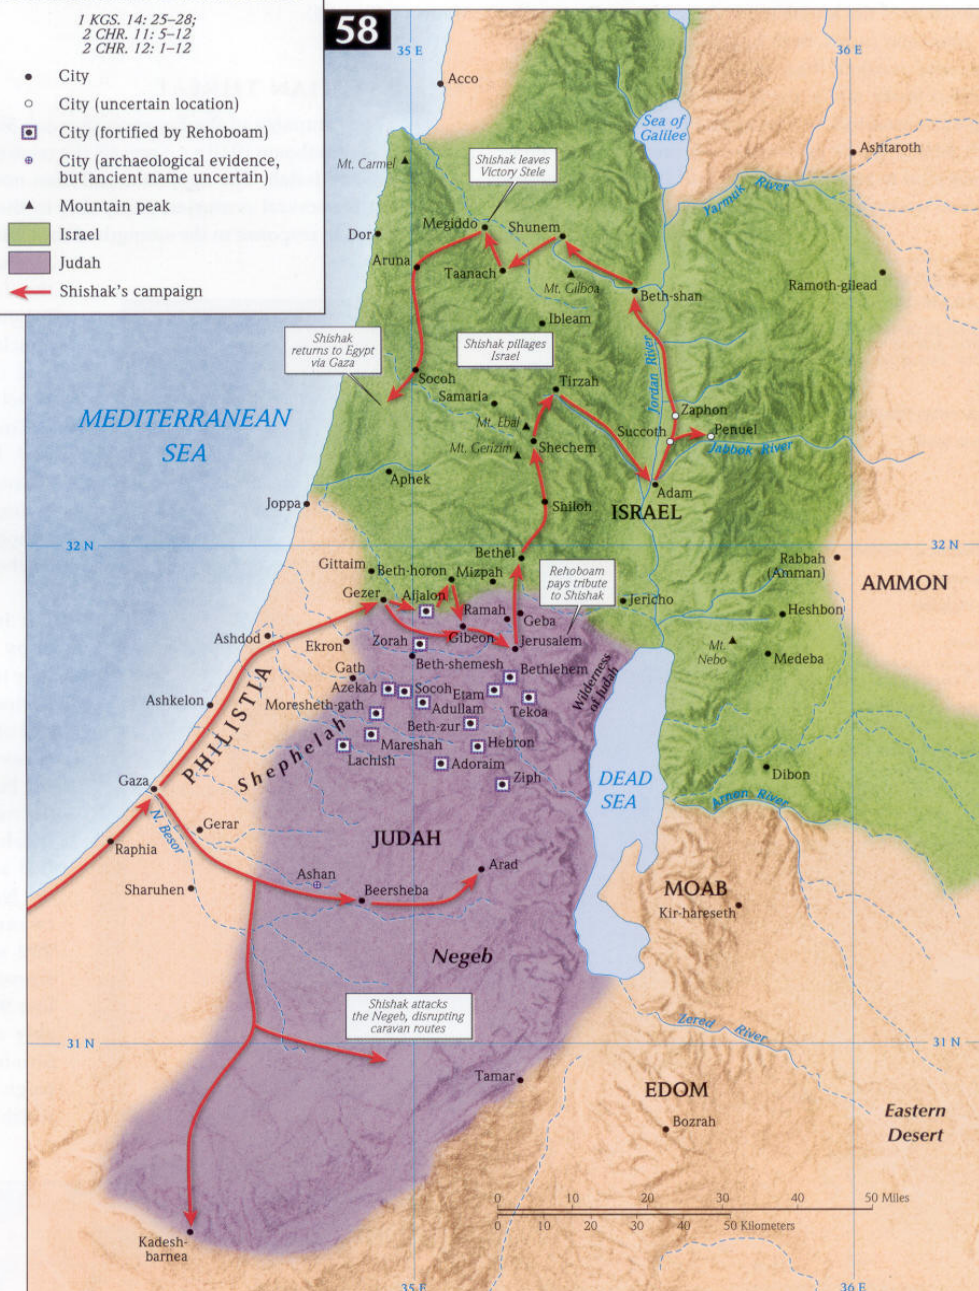 1 KGS. 14: 25–28;
2 CHR. 11: 5–12
2 CHR. 12: 1–12
City
City (uncertain location)
City (fortified by Rehoboam)
City (archaeological evidence,
but ancient name uncertain)
Mountain peak
Israel
Judah
Shishak's campaign
58
35 E
36 E
Acco
Sea of
Galilee
Ashtaroth
Mt. Carmel
Shishak leaves
Victory Stele
Yarmuk River
Dor
Megiddo
Shunem
Aruna
Taanach
Mt. Gilboa
Beth-shan
Ramoth-gilead
Ibleam
Shishak
returns to Egypt
via Gaza
Shishak pillages
Israel
Jordan River
Socoh
Tirzah
Samaria
MEDITERRANEAN
SEA
Mt. Ebal
Zaphon
Succoth
Penuel
Mt. Gerizim
Shechem
Jabbok River
Aphek
Adam
Joppa
Shiloh
ISRAEL
32 N
32 N
Bethel
Gittaim
Beth-horon
Mizpah
Rehoboam
pays tribute
to Shishak
Rabbah
(Amman)
AMMON
Gezer
Aijalon
Ramah
Geba
Jericho
Heshbon
Ashdod
Ekron
Zorah
Gibeon
Jerusalem
Mt.
Nebo
Medeba
Gath
Beth-shemesh
Bethlehem
Wilderness
of Judah
Azekah
Socoh
Etam
Ashkelon
Moresheth-gath
Adullam
Tekoa
PHILISTIA
Beth-zur
Shephelah
Mareshah
Hebron
Lachish
Adoraim
Gaza
Ziph
DEAD
SEA
Dibon
Arnon River
N. Besor
Gerar
Raphia
JUDAH
Ashan
Arad
Sharuhen
Beersheba
MOAB
Kir-hareseth
Negeb
Shishak attacks
the Negeb, disrupting
caravan routes
Zered River
31 N
31 N
Tamar
EDOM
Bozrah
Eastern
Desert
0 10 20 30 40 50 Miles
0 10 20 30 40 50 Kilometers
Kadesh-
barnea
35 E
36 E